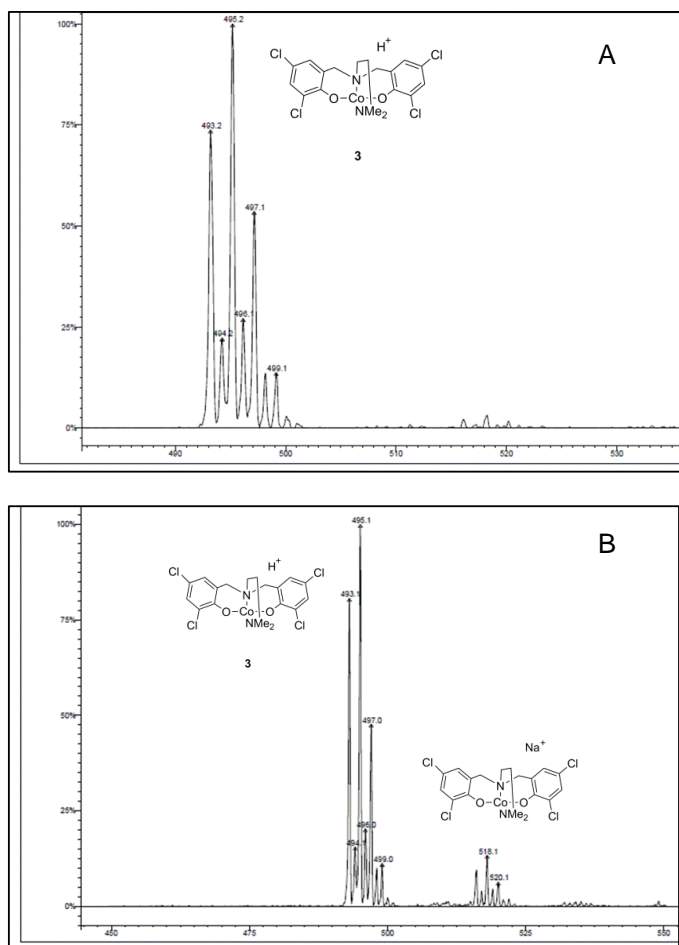 100%
495.2
H⁺
A
Cl
Cl
N
O
Co
O
Cl
NMe₂
Cl
3
75%
493.2
497.1
50%
25%
494.2
496.1
499.1
0%
490
500
510
520
530
100%
495.1
B
H⁺
Cl
Cl
N
O
Co
O
Cl
NMe₂
Cl
3
75%
493.1
50%
497.0
Na⁺
Cl
Cl
N
O
Co
O
Cl
NMe₂
Cl
25%
494.1
496.0
499.0
518.1
520.1
0%
450
475
500
525
550